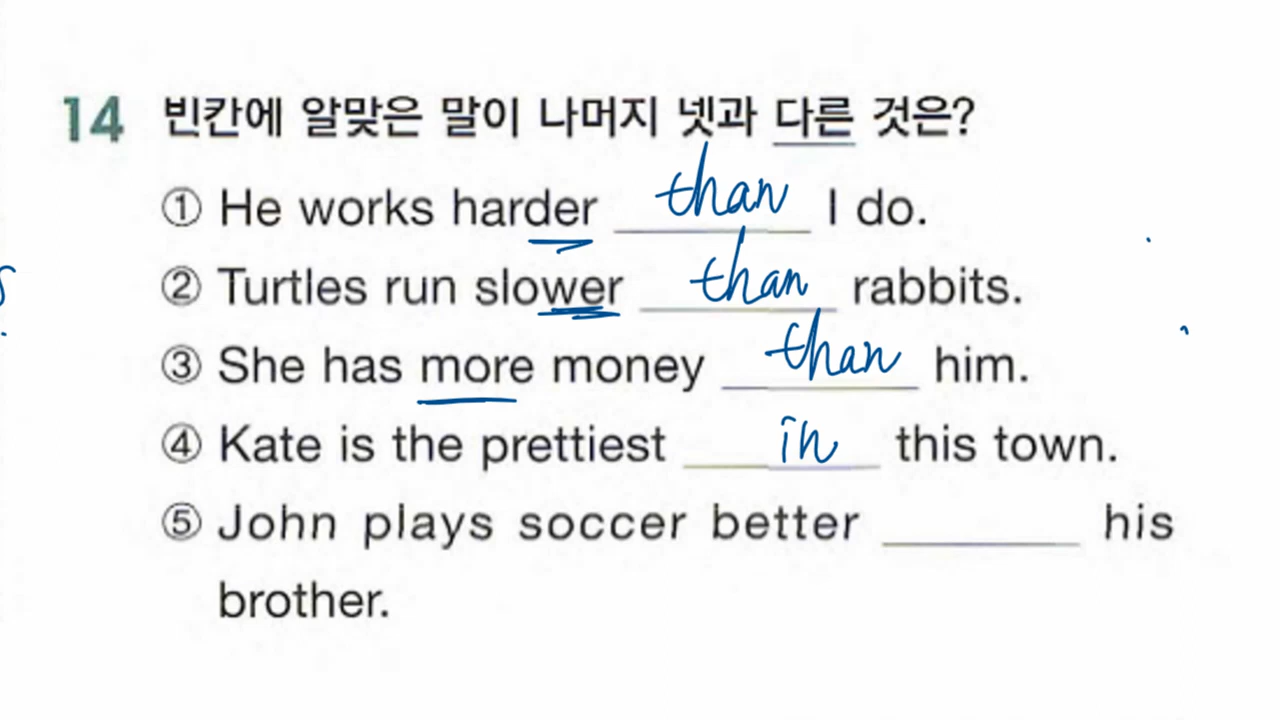 14 빈칸에 알맞은 말이 나머지 넷과 다른 것은?
① He works harder than I do.
② Turtles run slower than rabbits.
③ She has more money than him.
④ Kate is the prettiest in this town.
⑤ John plays soccer better ________ his
brother.